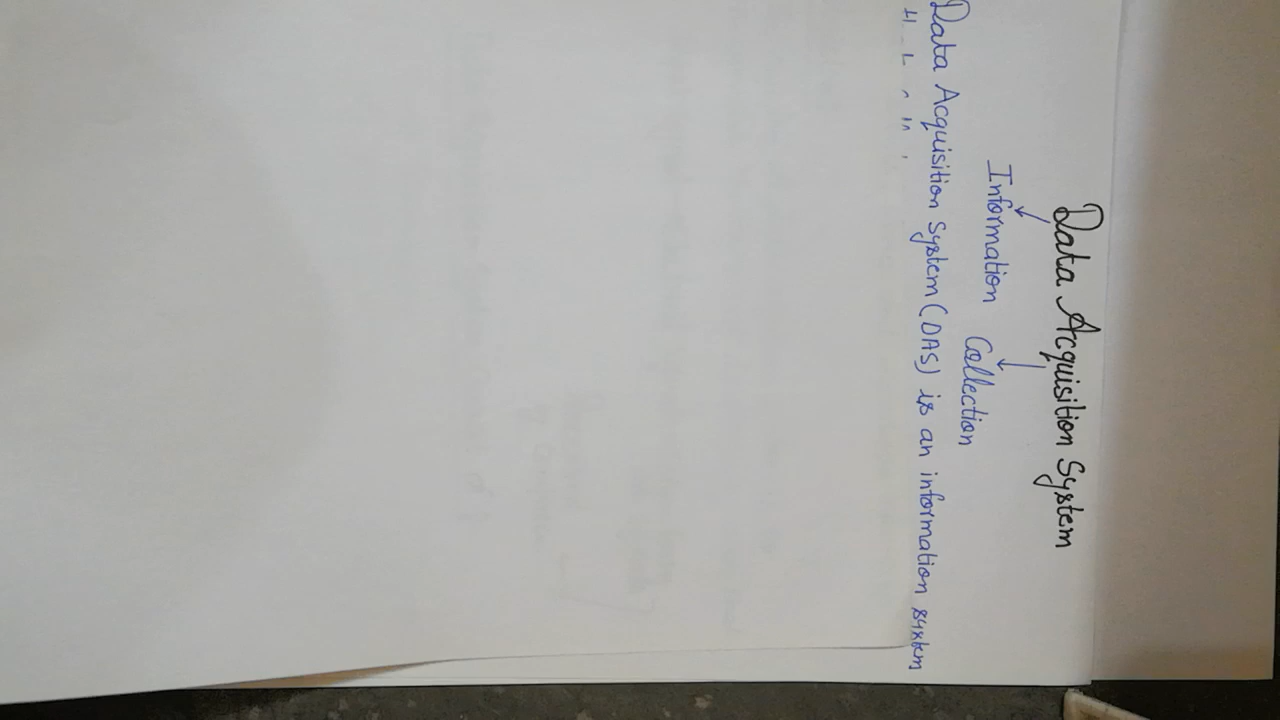 Data Acquisition System
Information Collection
Data Acquisition System (DAS) is an information system